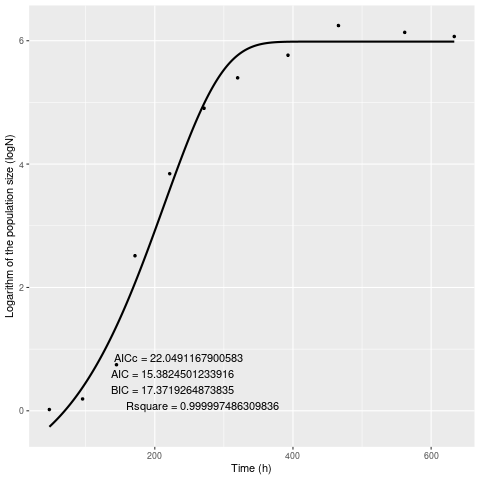 6
4
2
0
Logarithm of the population size (logN)
AICc = 22.0491167900583
AIC = 15.3824501233916
BIC = 17.3719264873835
Rsquare = 0.999997486309836
200
400
600
Time (h)